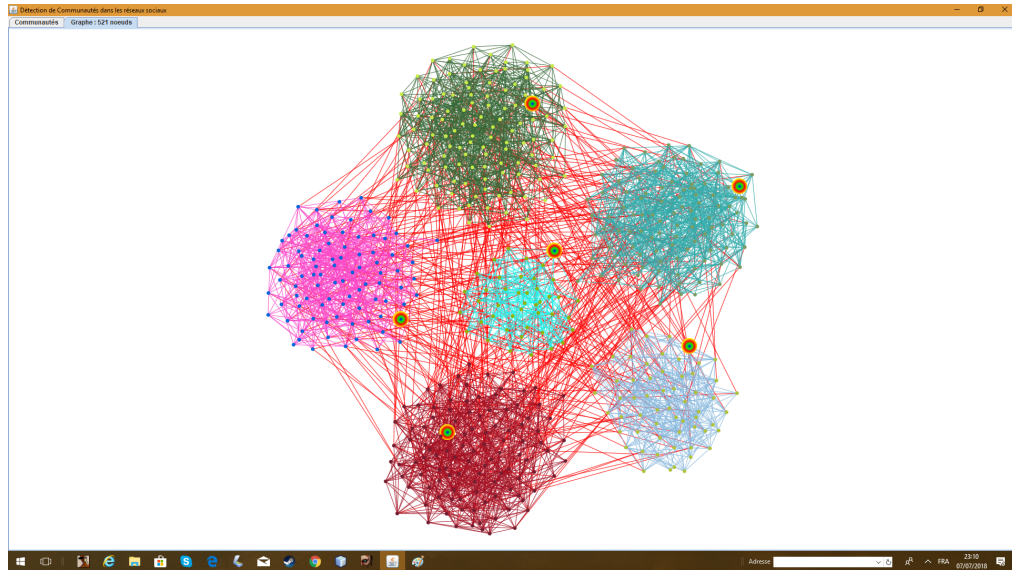 Détection de Communautés dans les réseaux sociaux
Communautés Graphe : 521 noeuds
Adresse FRA 23:10
07/07/2018